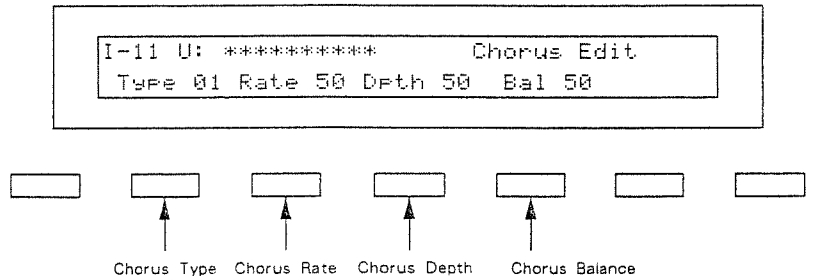 I-11 U: ********** Chorus Edit
Type 01 Rate 50 Dpth 50 Bal 50
Chorus Type Chorus Rate Chorus Depth Chorus Balance